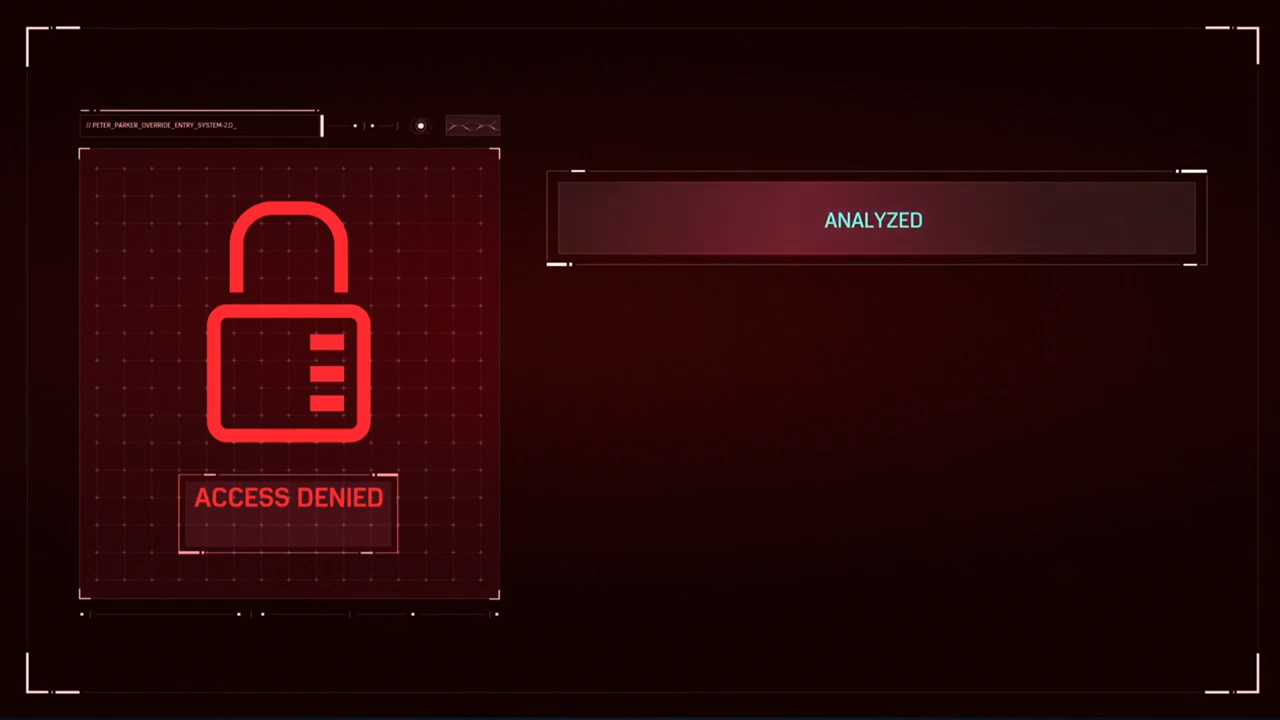 // PETER_PARKER_OVERRIDE_ENTRY_SYSTEM-2.0_
ANALYZED
ACCESS DENIED